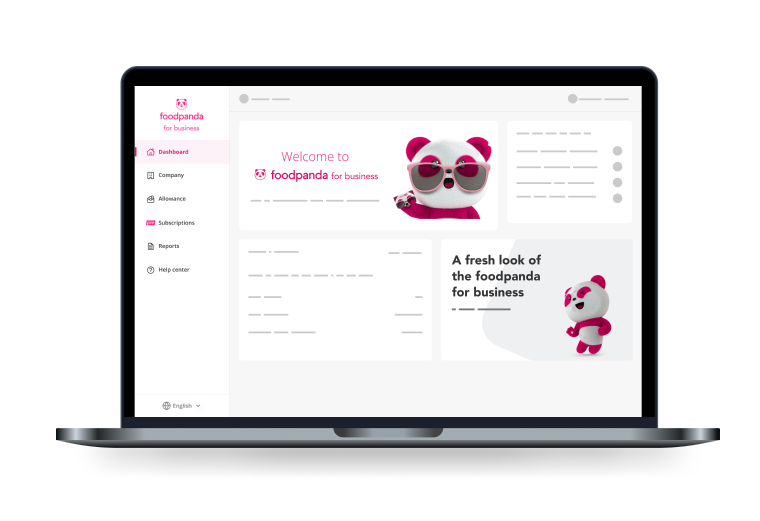 foodpanda
for business
Dashboard
Company
Allowance
Subscriptions
Reports
Help center
English
Welcome to
foodpanda for business
A fresh look of
the foodpanda
for business